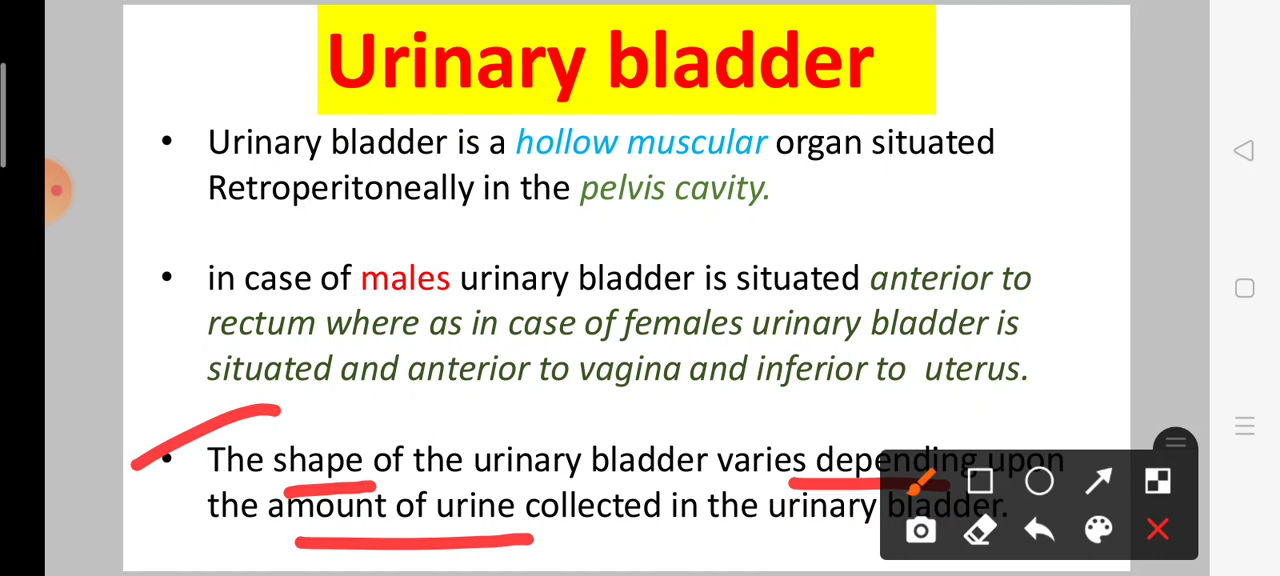 Urinary bladder
• Urinary bladder is a hollow muscular organ situated
Retroperitoneally in the pelvis cavity.
• in case of males urinary bladder is situated anterior to
rectum where as in case of females urinary bladder is
situated and anterior to vagina and inferior to uterus.
• The shape of the urinary bladder varies depending upon
the amount of urine collected in the urinary bladder.